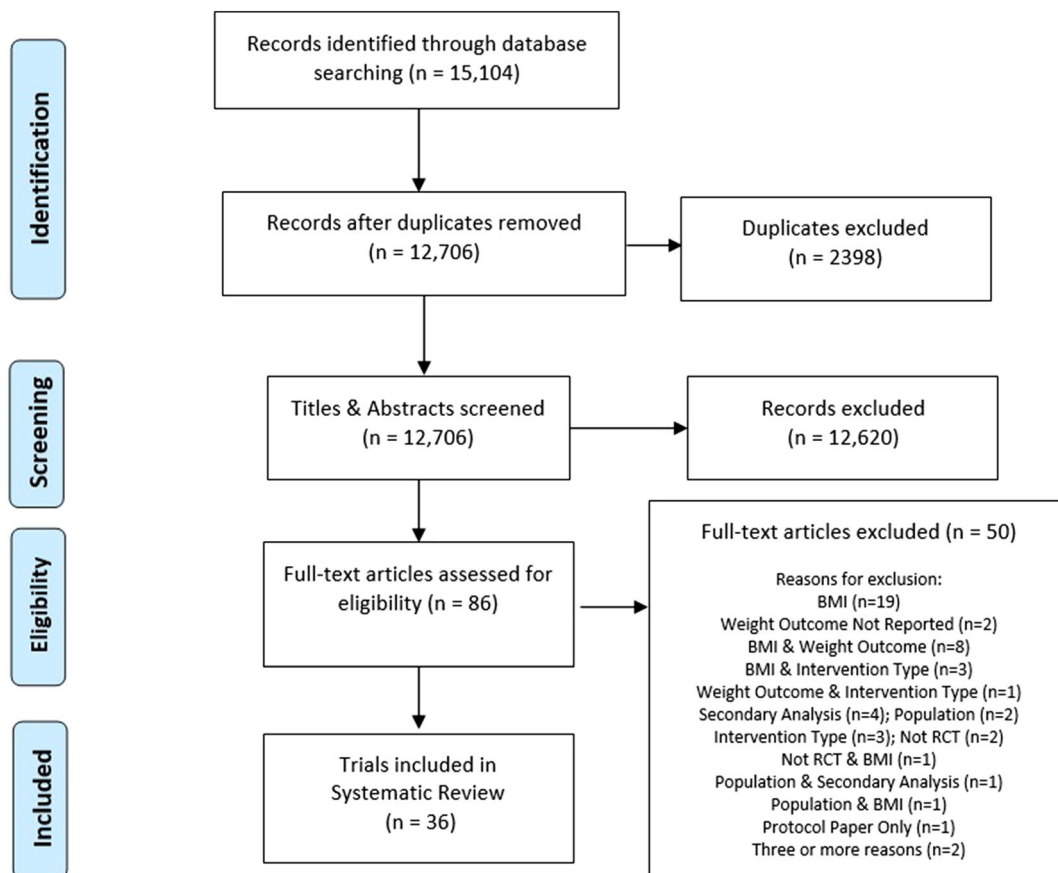 Identification
Records identified through database
searching (n = 15,104)
Records after duplicates removed
(n = 12,706)
Duplicates excluded
(n = 2398)
Screening
Titles & Abstracts screened
(n = 12,706)
Records excluded
(n = 12,620)
Eligibility
Full-text articles assessed for
eligibility (n = 86)
Full-text articles excluded (n = 50)
Reasons for exclusion:
BMI (n=19)
Weight Outcome Not Reported (n=2)
BMI & Weight Outcome (n=8)
BMI & Intervention Type (n=3)
Weight Outcome & Intervention Type (n=1)
Secondary Analysis (n=4); Population (n=2)
Intervention Type (n=3); Not RCT (n=2)
Not RCT & BMI (n=1)
Population & Secondary Analysis (n=1)
Population & BMI (n=1)
Protocol Paper Only (n=1)
Three or more reasons (n=2)
Included
Trials included in
Systematic Review
(n = 36)